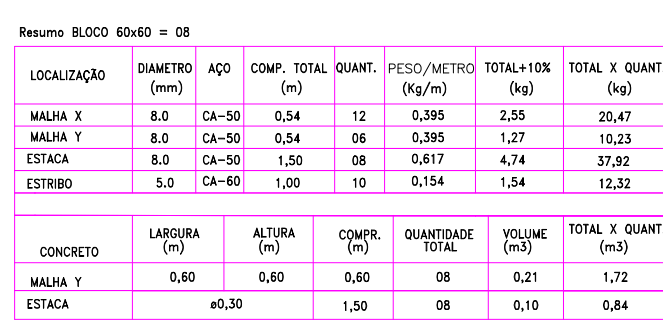 Resumo BLOCO 60x60 = 08
LOCALIZAÇÃO DIAMETRO (mm) AÇO COMP. TOTAL (m) QUANT. PESO/METRO (Kg/m) TOTAL+10% (kg) TOTAL X QUANT (kg)
MALHA X 8.0 CA-50 0,54 12 0,395 2,55 20,47
MALHA Y 8.0 CA-50 0,54 06 0,395 1,27 10,23
ESTACA 8.0 CA-50 1,50 08 0,617 4,74 37,92
ESTRIBO 5.0 CA-60 1,00 10 0,154 1,54 12,32
CONCRETO LARGURA (m) ALTURA (m) COMPR. (m) QUANTIDADE TOTAL VOLUME (m3) TOTAL X QUANT (m3)
MALHA Y 0,60 0,60 0,60 08 0,21 1,72
ESTACA ø0,30 1,50 08 0,10 0,84